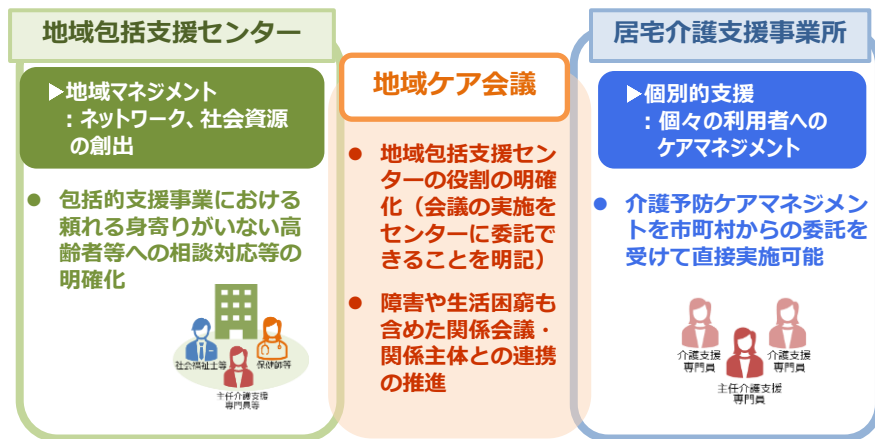 地域包括支援センター
▶地域マネジメント
：ネットワーク、社会資源
の創出
● 包括的支援事業における
頼れる身寄りがいない高
齢者等への相談対応等の
明確化
社会福祉士等
保健師等
主任介護支援
専門員等
地域ケア会議
● 地域包括支援セン
ターの役割の明確
化（会議の実施を
センターに委託で
きることを明記）
● 障害や生活困窮も
含めた関係会議・
関係主体との連携
の推進
居宅介護支援事業所
▶個別的支援
：個々の利用者への
ケアマネジメント
● 介護予防ケアマネジメン
トを市町村からの委託を
受けて直接実施可能
介護支援
専門員
介護支援
専門員
主任介護支援
専門員